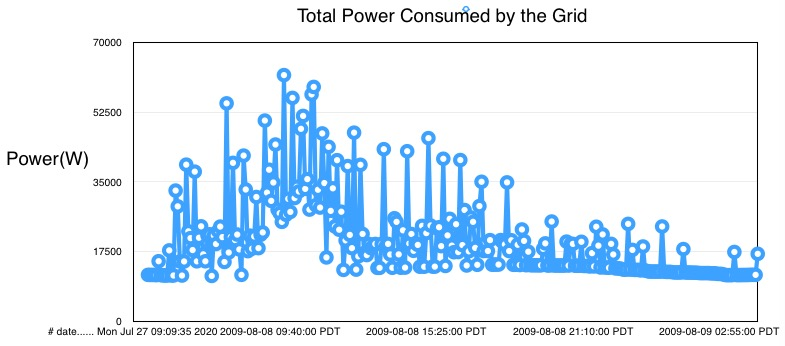 Total Power Consumed by the Grid
70000
52500
Power(W)
35000
17500
0
# date...... Mon Jul 27 09:09:35 2020 2009-08-08 09:40:00 PDT 2009-08-08 15:25:00 PDT 2009-08-08 21:10:00 PDT 2009-08-09 02:55:00 PDT